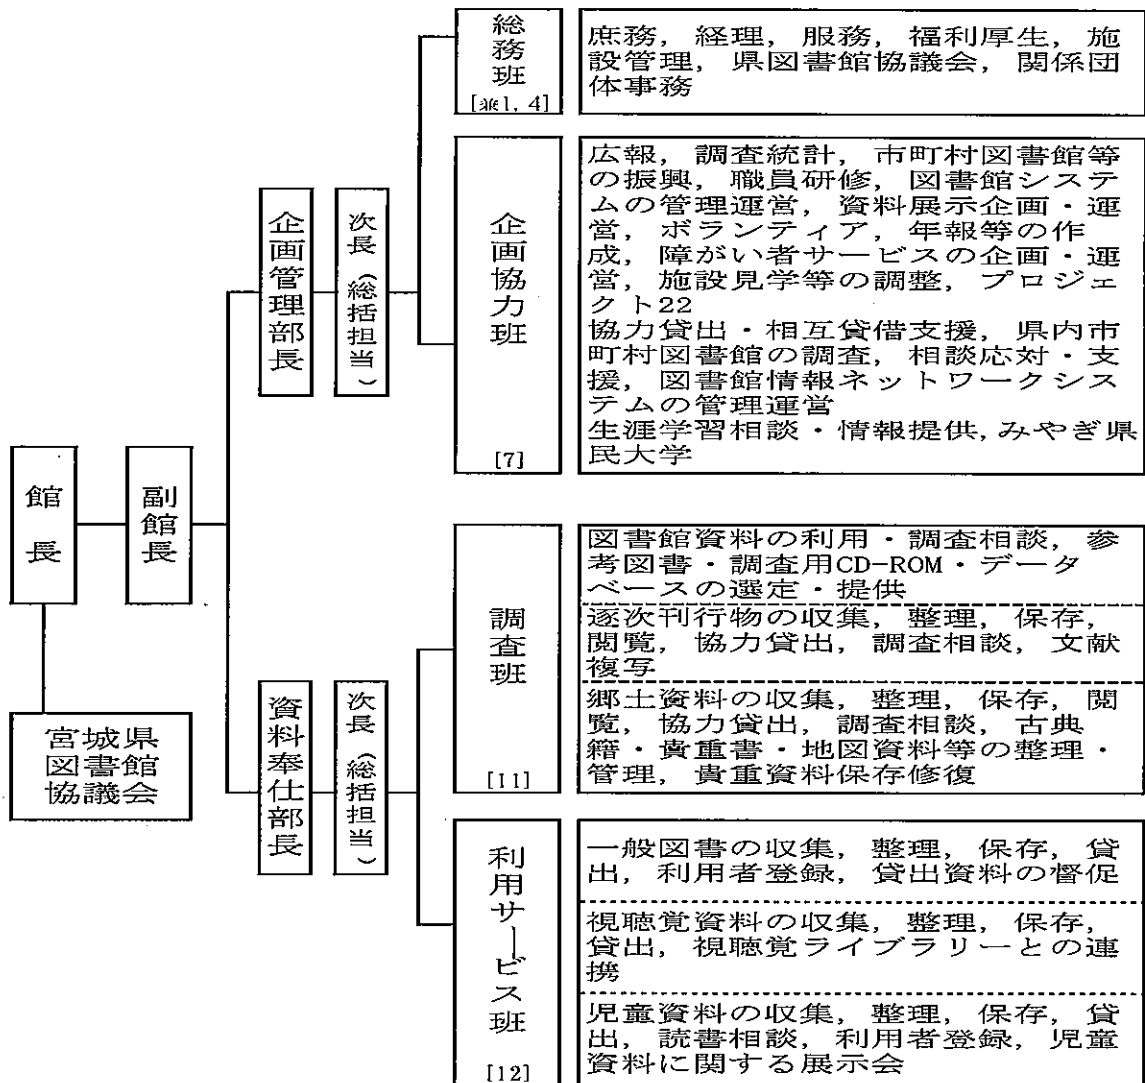 館長
副館長
宮城県
図書館
協議会
企画管理部長
次長（総括担当）
総務班
[兼1, 4]
庶務, 経理, 服務, 福利厚生, 施
設管理, 県図書館協議会, 関係団
体事務
企画協力班
[7]
広報, 調査統計, 市町村図書館等
の振興, 職員研修, 図書館システ
ムの管理運営, 資料展示企画・運
営, ボランティア, 年報等の作
成, 障がい者サービスの企画・運
営, 施設見学等の調整, プロジェ
クト22
協力貸出・相互貸借支援, 県内市
町村図書館の調査, 相談応対・支
援, 図書館情報ネットワークシス
テムの管理運営
生涯学習相談・情報提供, みやぎ県
民大学
資料奉仕部長
次長（総括担当）
調査班
[11]
図書館資料の利用・調査相談, 参
考図書・調査用CD-ROM・データ
ベースの選定・提供
逐次刊行物の収集, 整理, 保存,
閲覧, 協力貸出, 調査相談, 文献
複写
郷土資料の収集, 整理, 保存, 閲
覧, 協力貸出, 調査相談, 古典
籍・貴重書・地図資料等の整理・
管理, 貴重資料保存修復
利用サービス班
[12]
一般図書の収集, 整理, 保存, 貸
出, 利用者登録, 貸出資料の督促
視聴覚資料の収集, 整理, 保存,
貸出, 視聴覚ライブラリーとの連
携
児童資料の収集, 整理, 保存, 貸
出, 読書相談, 利用者登録, 児童
資料に関する展示会